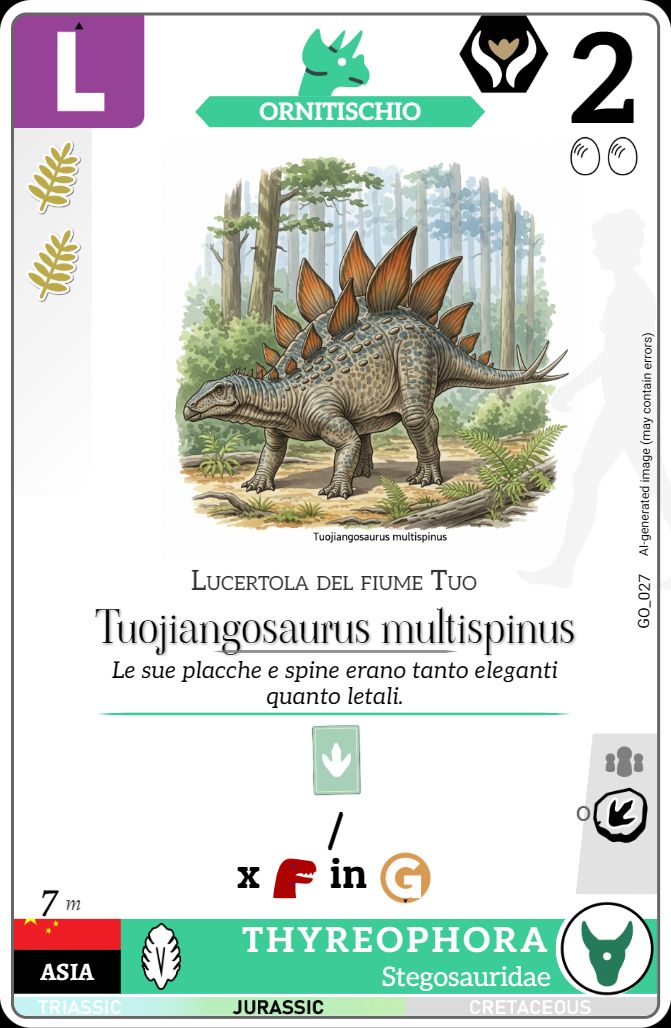 L
ORNITISCHIO
2
Tuojiangosaurus multispinus
AI-generated image (may contain errors)
GO_027
Lucertola del fiume Tuo
Tuojiangosaurus multispinus
Le sue placche e spine erano tanto eleganti
quanto letali.
/
x in G
O
7 m
ASIA
THYREOPHORA
Stegosauridae
TRIASSIC JURASSIC CRETACEOUS